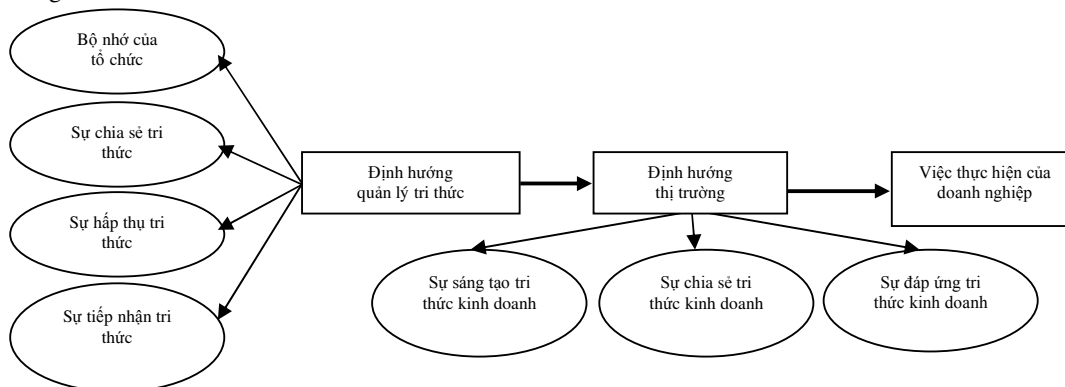 Bộ nhớ của
tổ chức
Sự chia sẻ tri
thức
Sự hấp thụ tri
thức
Sự tiếp nhận tri
thức
Định hướng
quản lý tri thức
Định hướng
thị trường
Việc thực hiện của
doanh nghiệp
Sự sáng tạo tri
thức kinh doanh
Sự chia sẻ tri
thức kinh doanh
Sự đáp ứng tri
thức kinh doanh